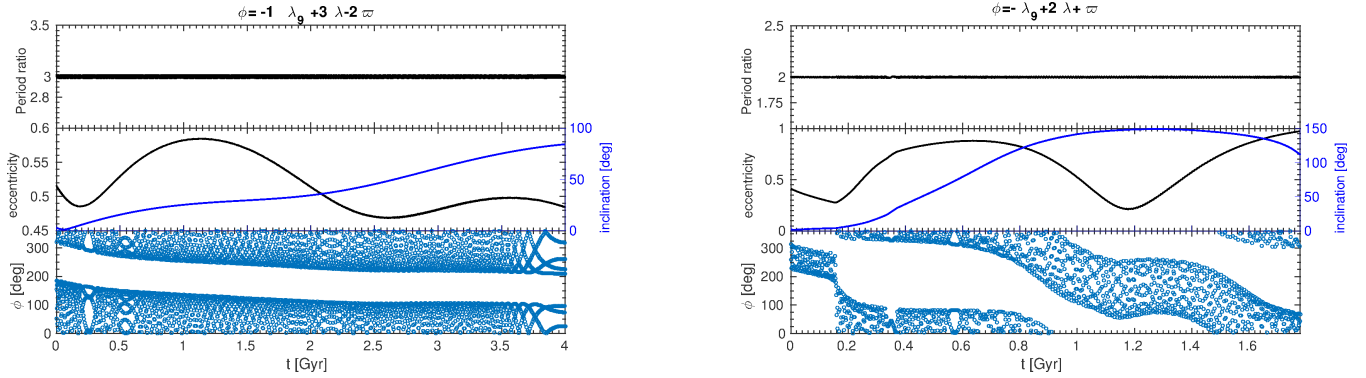 ϕ= -1 λ9 +3 λ-2 ϖ
3.5
3
2.8
Period ratio
0.6
0.55
0.5
0.45
eccentricity
100
50
0
inclination [deg]
300
200
100
0
ϕ [deg]
0 0.5 1 1.5 2 2.5 3 3.5 4
t [Gyr]
ϕ=- λ9+2 λ+ ϖ
2.5
2
1.75
Period ratio
1
0.5
0
eccentricity
150
100
50
0
inclination [deg]
300
200
100
0
ϕ [deg]
0 0.2 0.4 0.6 0.8 1 1.2 1.4 1.6
t [Gyr]